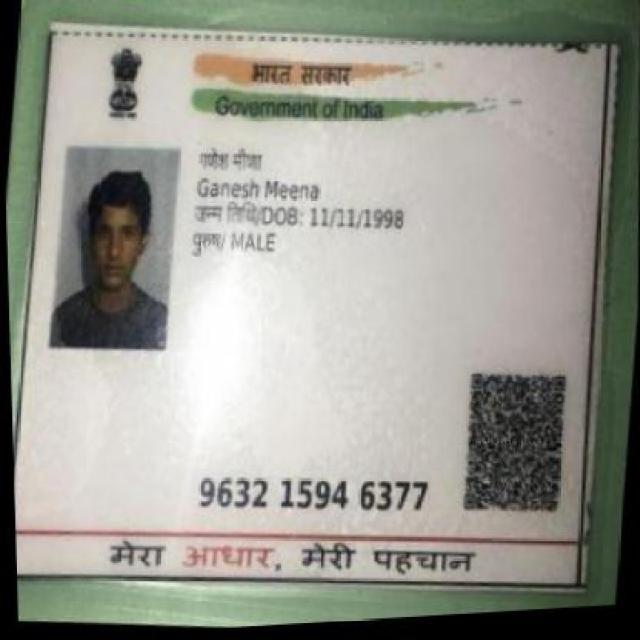 भारत सरकार
Government of India
गणेश मीणा
Ganesh Meena
जन्म तिथि/DOB: 11/11/1998
पुरुष/ MALE
9632 1594 6377
मेरा आधार, मेरी पहचान